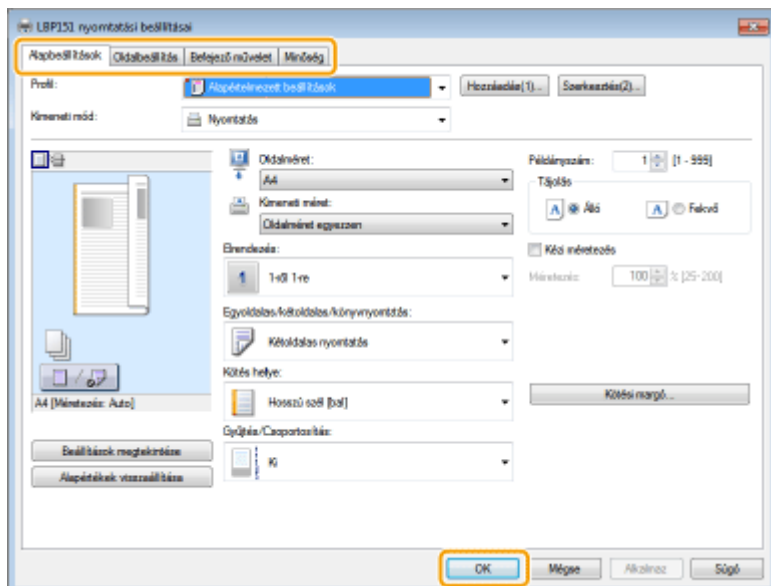 LBP151 nyomtatási beállításai
Alapbeállítások Oldalbeállítás Befejező művelet Minőség
Profil: Alapértelmezett beállítások Hozzáadás(1)... Szerkesztés(2)...
Kimeneti mód: Nyomtatás
Oldalméret: Példányszám: 1 [1 - 999]
A4 Tájolás
Kimeneti méret: A Álló A Fekvő
Oldalméret egyezzen
Elrendezés: Kézi méretezés
1 1-ről 1-re Méretezés: 100 % [25-200]
Egyoldalas/kétoldalas/könyvnyomtatás:
Kétoldalas nyomtatás
Kötés helye:
A4 [Méretezés: Auto] Hosszú szél [bal] Kötési margó...
Gyűjtés/Csoportosítás:
Beállítások megtekintése Ki
Alapértékek visszaállítása
OK Mégse Alkalmaz Súgó